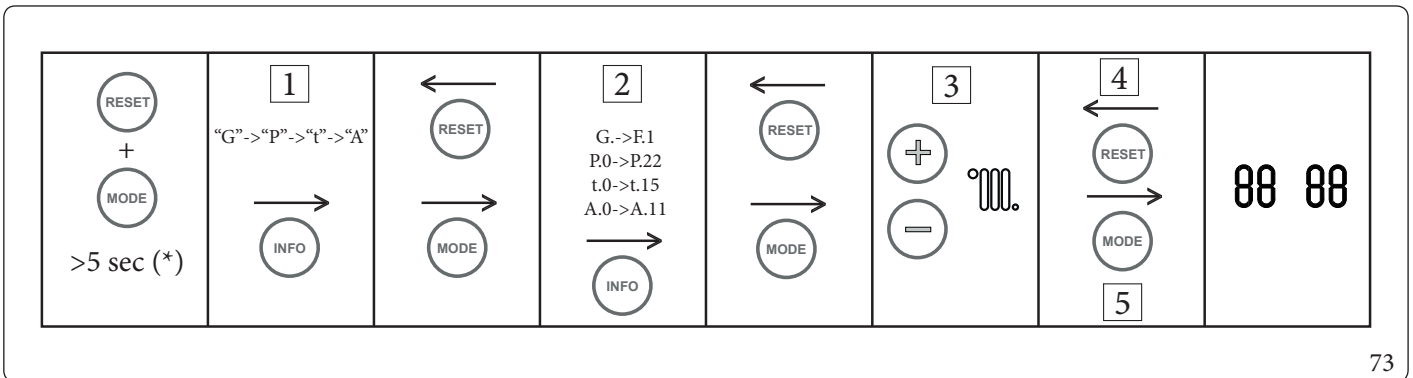 RESET
+
MODE
>5 sec (*)
1
“G”->“P”->“t”->“A”
INFO
RESET
MODE
2
G.->F.1
P.0->P.22
t.0->t.15
A.0->A.11
INFO
RESET
MODE
3
+
−
4
RESET
MODE
5
88 88
73